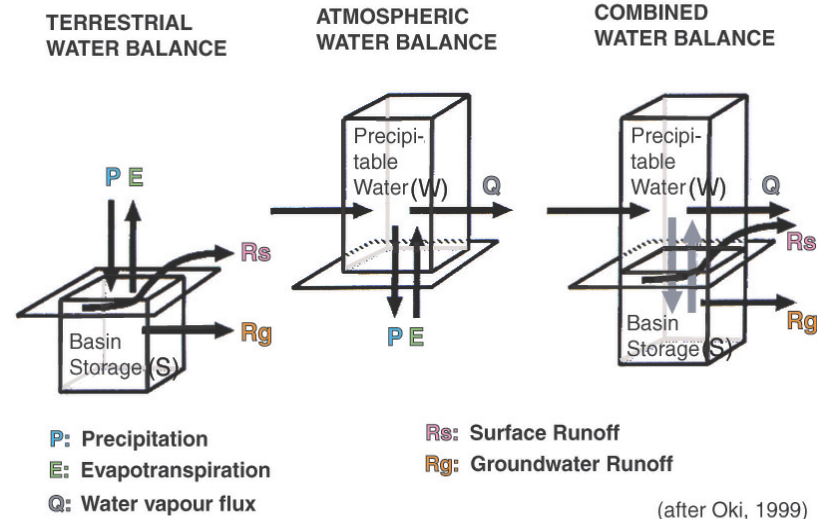 TERRESTRIAL
WATER BALANCE
P E
Rs
Rg
Basin
Storage(S)
ATMOSPHERIC
WATER BALANCE
Precipi-
table
Water(W)
Q
P E
COMBINED
WATER BALANCE
Precipi-
table
Water(W)
Q
Rs
Rg
Basin
Storage(S)
P: Precipitation
E: Evapotranspiration
Q: Water vapour flux
Rs: Surface Runoff
Rg: Groundwater Runoff
(after Oki, 1999)